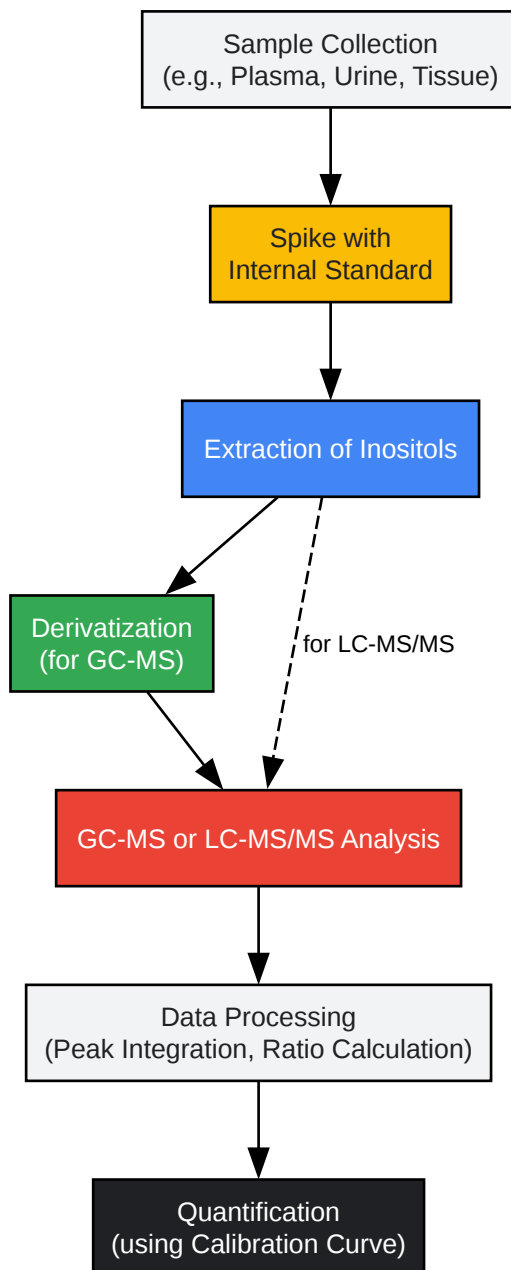 Sample Collection
(e.g., Plasma, Urine, Tissue)
Spike with
Internal Standard
Extraction of Inositols
Derivatization
(for GC-MS)
for LC-MS/MS
GC-MS or LC-MS/MS Analysis
Data Processing
(Peak Integration, Ratio Calculation)
Quantification
(using Calibration Curve)